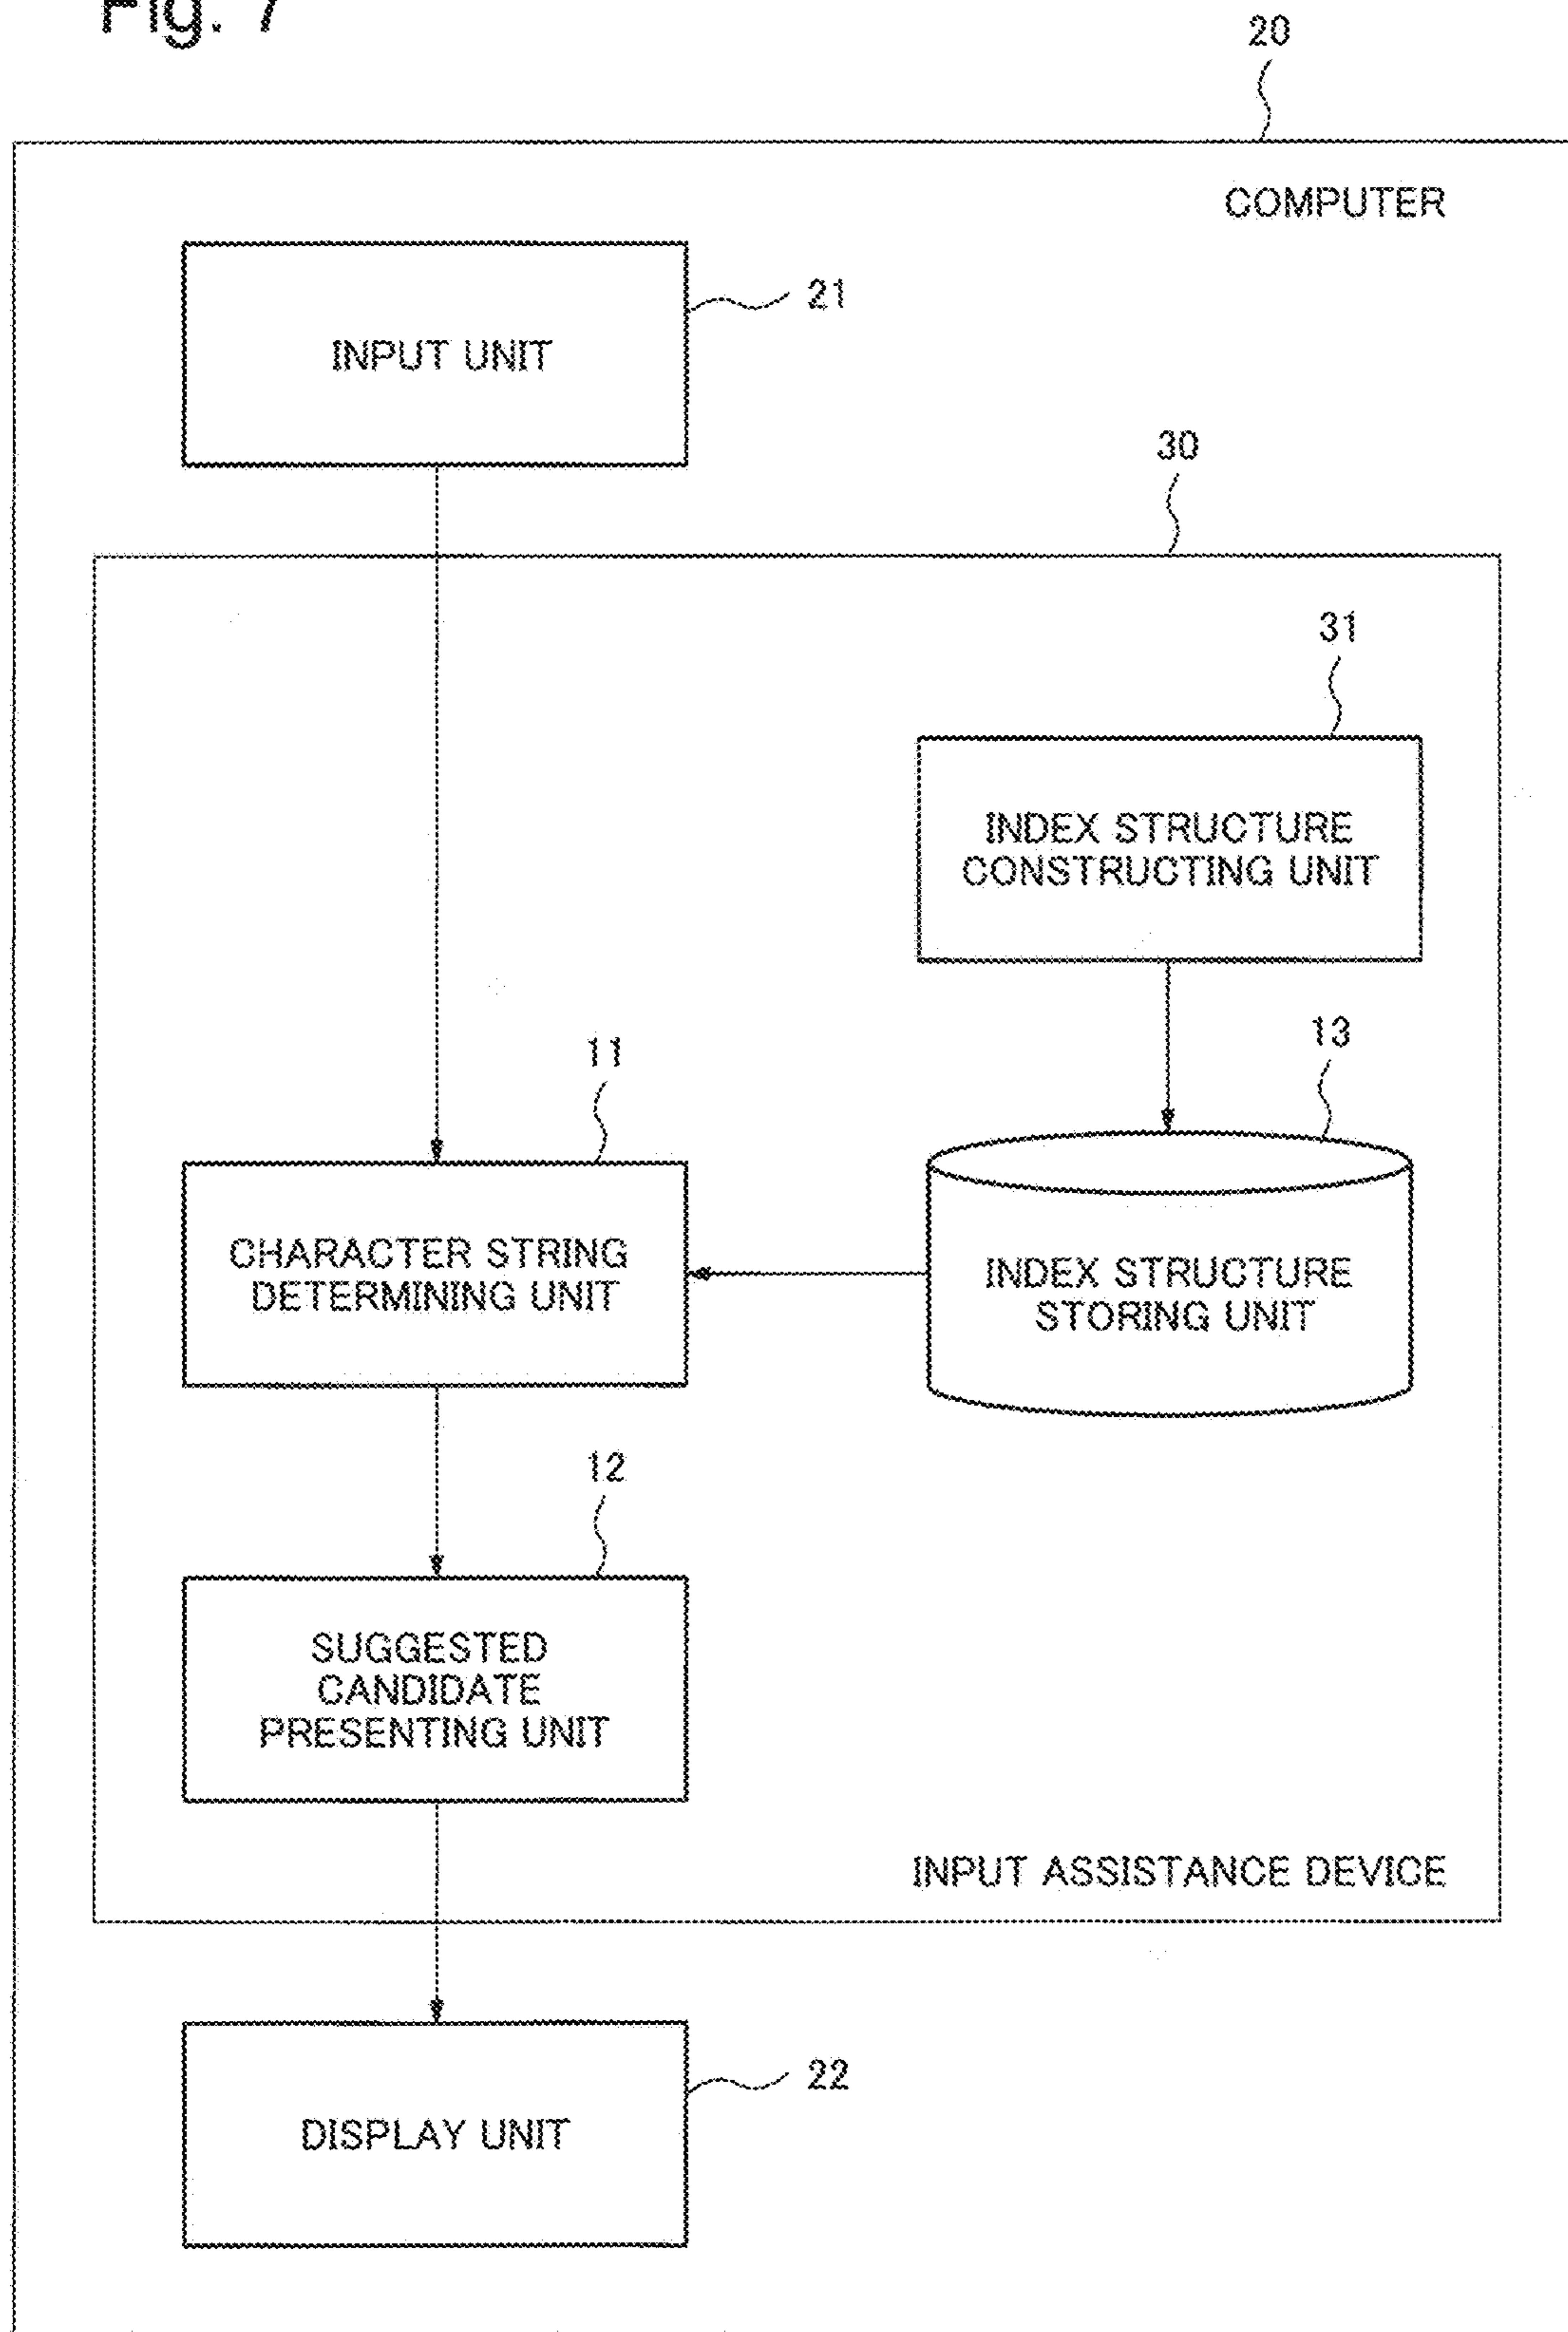 Fig. 7
20
COMPUTER
21
INPUT UNIT
30
31
INDEX STRUCTURE
CONSTRUCTING UNIT
13
11
CHARACTER STRING
DETERMINING UNIT
INDEX STRUCTURE
STORING UNIT
12
SUGGESTED
CANDIDATE
PRESENTING UNIT
INPUT ASSISTANCE DEVICE
22
DISPLAY UNIT